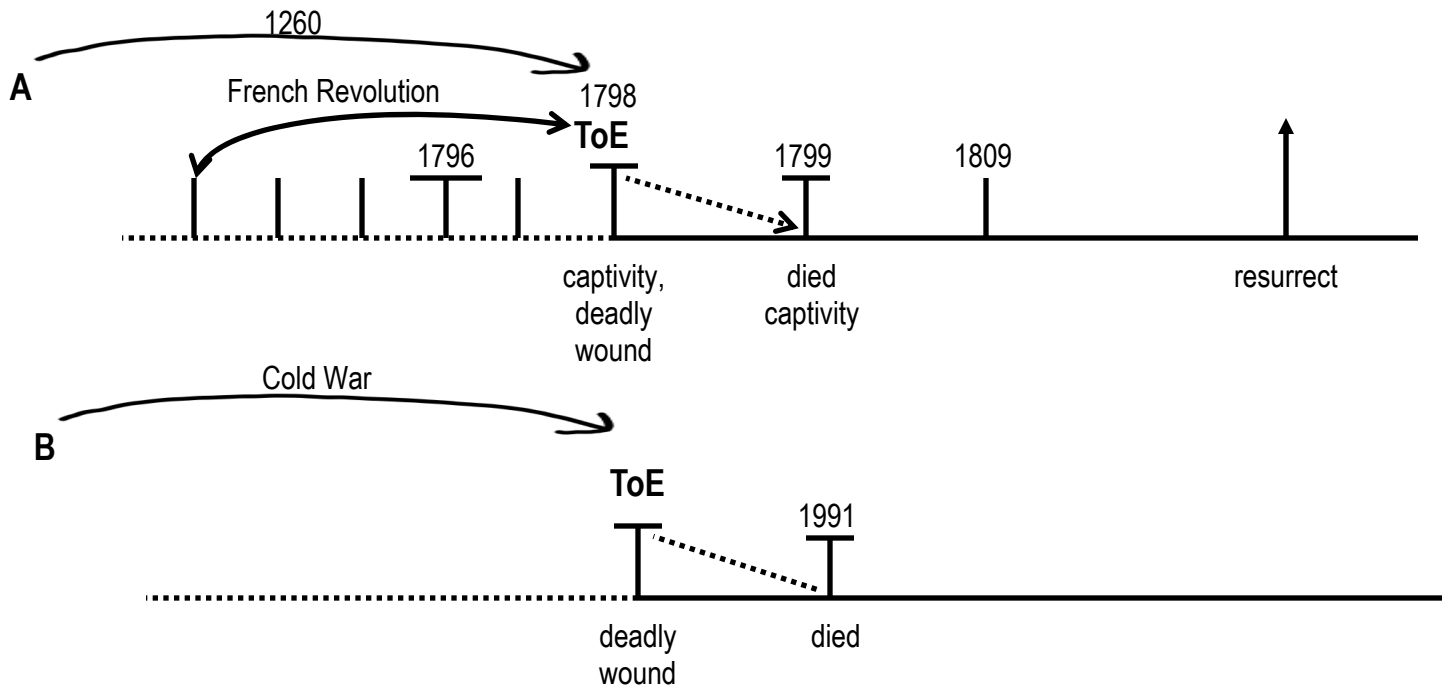 1260
A
French Revolution
1798
ToE
1796
1799
1809
captivity,
deadly
wound
died
captivity
resurrect
Cold War
B
ToE
1991
deadly
wound
died